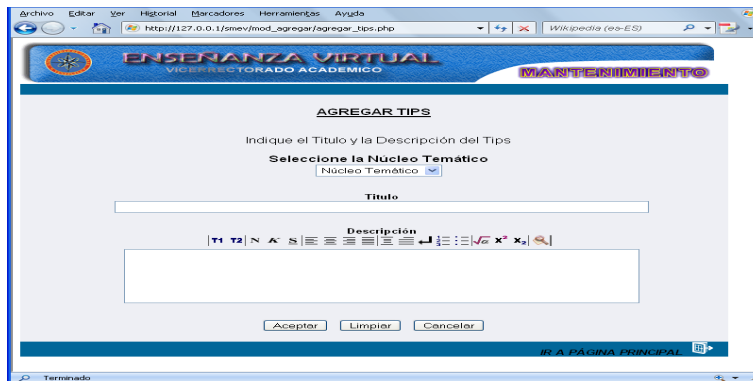 Archivo Editar Ver Historial Marcadores Herramientas Ayuda
http://127.0.0.1/smev/mod_agregar/agregar_tips.php Wikipedia (es-ES)
ENSEÑANZA VIRTUAL
VICERRECTORADO ACADEMICO
MANTENIMIENTO
AGREGAR TIPS
Indique el Titulo y la Descripción del Tips
Seleccione la Núcleo Temático
Núcleo Temático
Titulo
Descripción
T1 T2 N K S √α x² x₂
Aceptar Limpiar Cancelar
IR A PÁGINA PRINCIPAL
Terminado